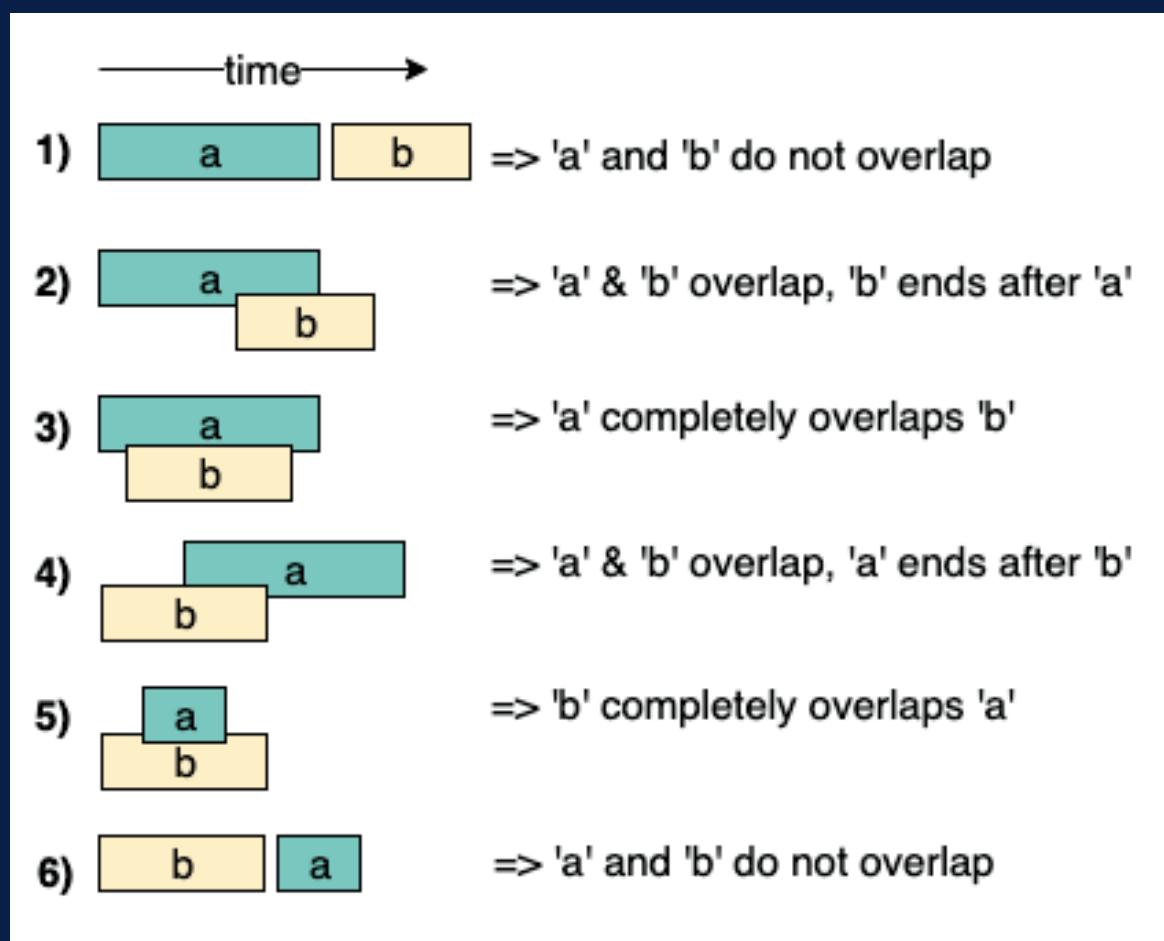 time
1) a b => 'a' and 'b' do not overlap
2) a => 'a' & 'b' overlap, 'b' ends after 'a'
b
3) a => 'a' completely overlaps 'b'
b
4) a => 'a' & 'b' overlap, 'a' ends after 'b'
b
5) a => 'b' completely overlaps 'a'
b
6) b a => 'a' and 'b' do not overlap